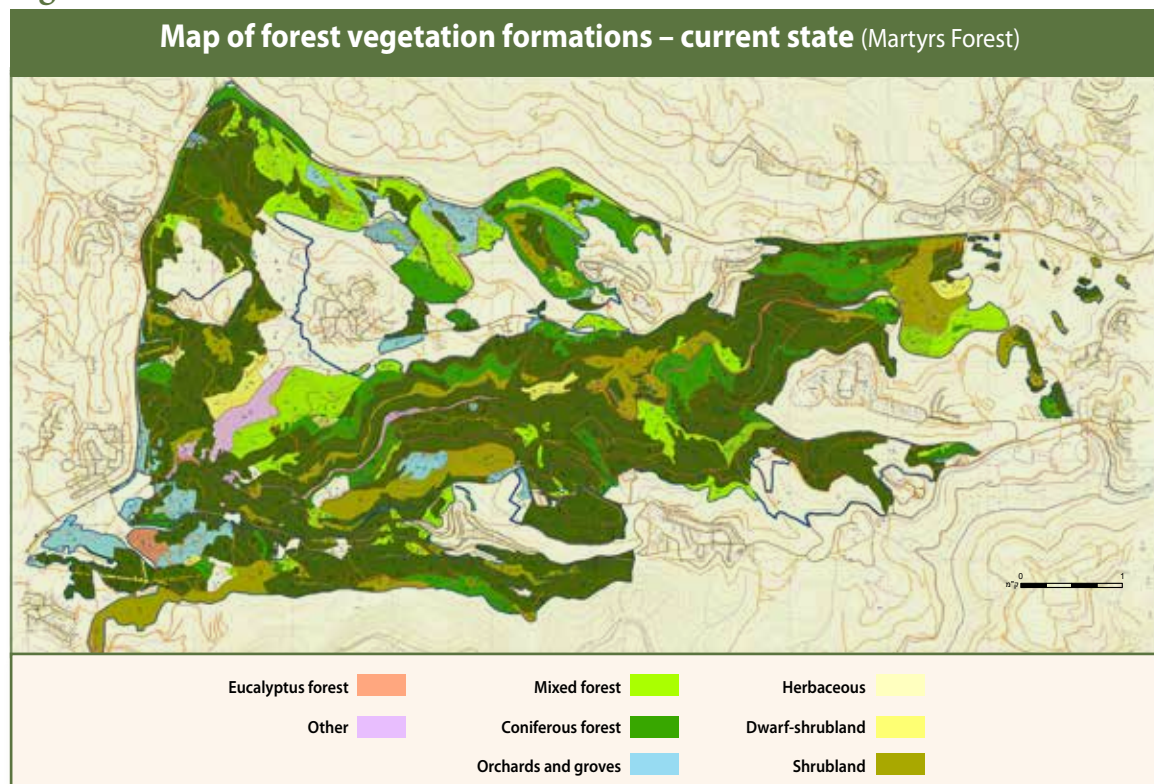 Map of forest vegetation formations – current state (Martyrs Forest)
0 1
ק"מ
Eucalyptus forest
Mixed forest
Herbaceous
Other
Coniferous forest
Dwarf-shrubland
Orchards and groves
Shrubland